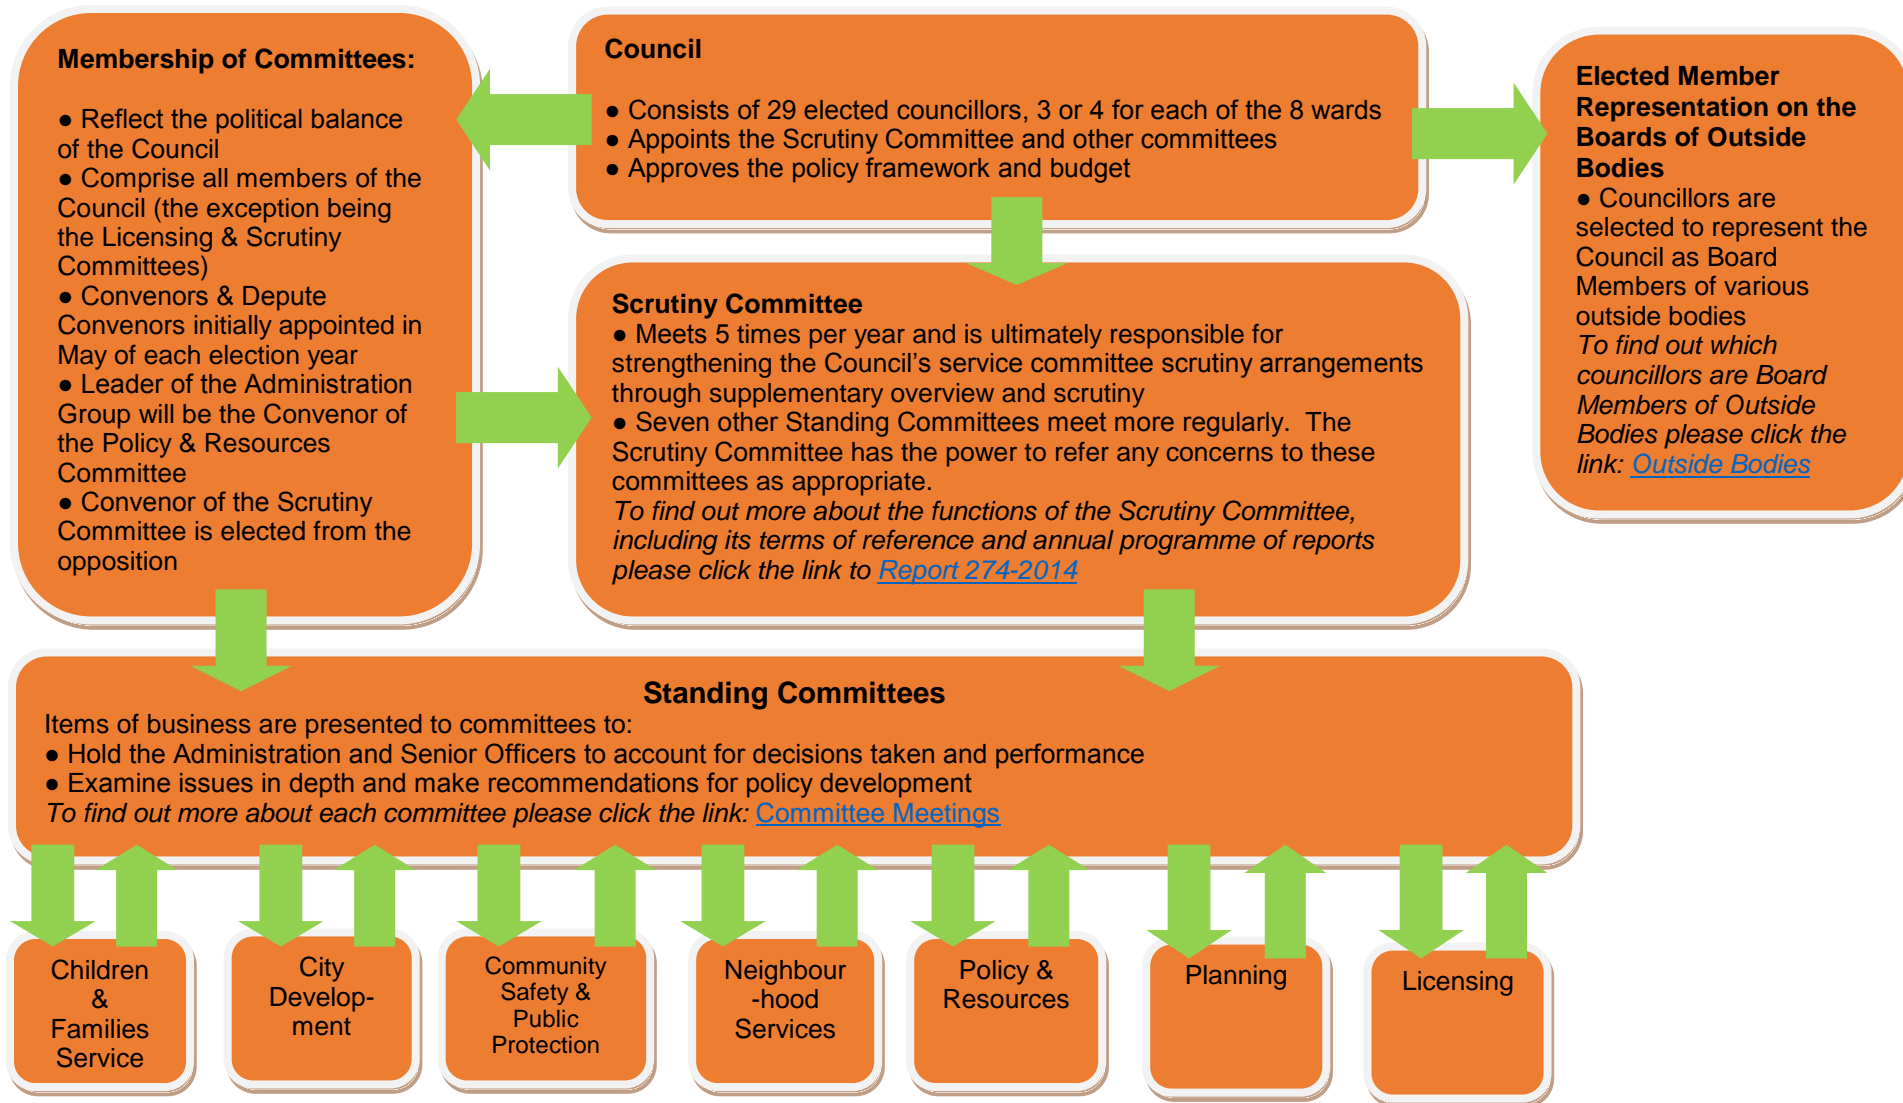 Membership of Committees:
● Reflect the political balance
of the Council
● Comprise all members of the
Council (the exception being
the Licensing & Scrutiny
Committees)
● Convenors & Depute
Convenors initially appointed in
May of each election year
● Leader of the Administration
Group will be the Convenor of
the Policy & Resources
Committee
● Convenor of the Scrutiny
Committee is elected from the
opposition
Council
● Consists of 29 elected councillors, 3 or 4 for each of the 8 wards
● Appoints the Scrutiny Committee and other committees
● Approves the policy framework and budget
Elected Member
Representation on the
Boards of Outside
Bodies
● Councillors are
selected to represent the
Council as Board
Members of various
outside bodies
To find out which
councillors are Board
Members of Outside
Bodies please click the
link: Outside Bodies
Scrutiny Committee
● Meets 5 times per year and is ultimately responsible for
strengthening the Council’s service committee scrutiny arrangements
through supplementary overview and scrutiny
● Seven other Standing Committees meet more regularly.  The
Scrutiny Committee has the power to refer any concerns to these
committees as appropriate.
To find out more about the functions of the Scrutiny Committee,
including its terms of reference and annual programme of reports
please click the link to Report 274-2014
Standing Committees
Items of business are presented to committees to:
● Hold the Administration and Senior Officers to account for decisions taken and performance
● Examine issues in depth and make recommendations for policy development
To find out more about each committee please click the link: Committee Meetings
Children
&
Families
Service
City
Develop-
ment
Community
Safety &
Public
Protection
Neighbour
-hood
Services
Policy &
Resources
Planning
Licensing